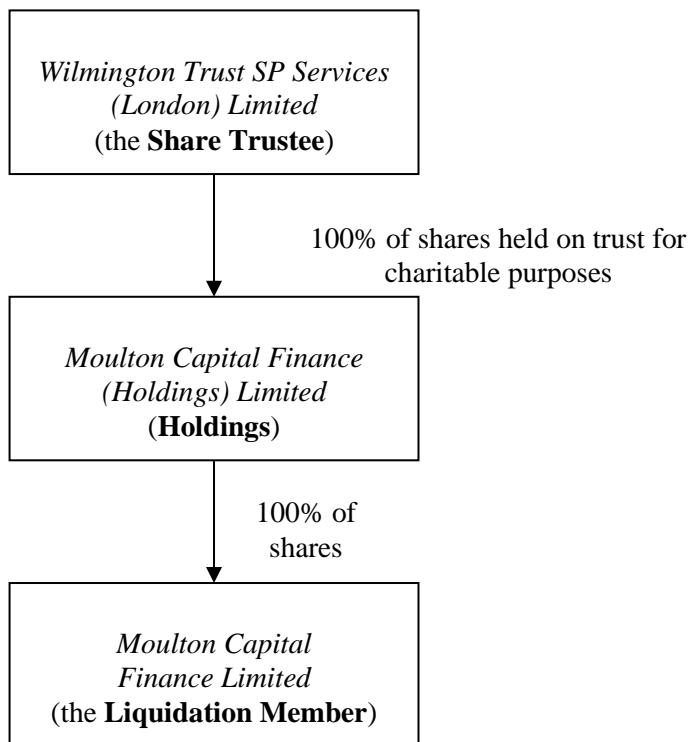 Wilmington Trust SP Services
(London) Limited
(the Share Trustee)
100% of shares held on trust for
charitable purposes
Moulton Capital Finance
(Holdings) Limited
(Holdings)
100% of
shares
Moulton Capital
Finance Limited
(the Liquidation Member)